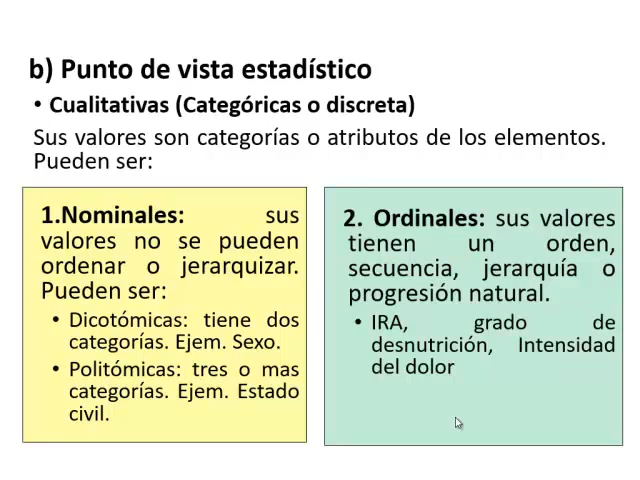 b) Punto de vista estadístico
• Cualitativas (Categóricas o discreta)
Sus valores son categorías o atributos de los elementos.
Pueden ser:
1.Nominales: sus
valores no se pueden
ordenar o jerarquizar.
Pueden ser:
• Dicotómicas: tiene dos
categorías. Ejem. Sexo.
• Politómicas: tres o mas
categorías. Ejem. Estado
civil.
2. Ordinales: sus valores
tienen un orden,
secuencia, jerarquía o
progresión natural.
• IRA, grado de
desnutrición, Intensidad
del dolor